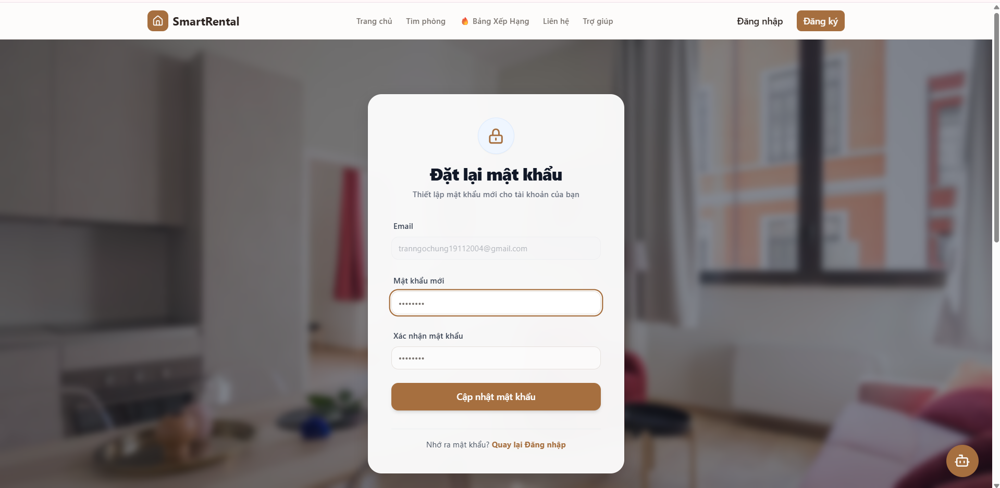 SmartRental
Trang chủ
Tìm phòng
🔥 Bảng Xếp Hạng
Liên hệ
Trợ giúp
Đăng nhập
Đăng ký
Đặt lại mật khẩu
Thiết lập mật khẩu mới cho tài khoản của bạn
Email
tranngochung19112004@gmail.com
Mật khẩu mới
••••••••
Xác nhận mật khẩu
••••••••
Cập nhật mật khẩu
Nhớ ra mật khẩu? Quay lại Đăng nhập